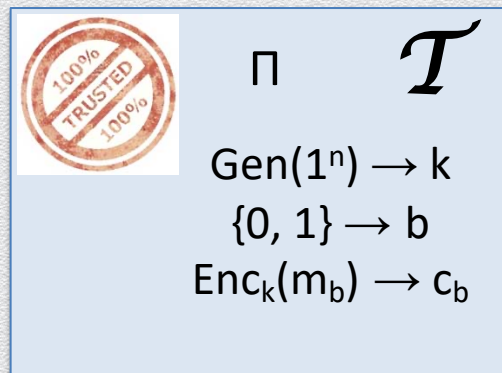 100%
TRUSTED
100%
Π 𝒯
Gen(1ⁿ) → k
{0, 1} → b
Encₖ(m_b) → c_b